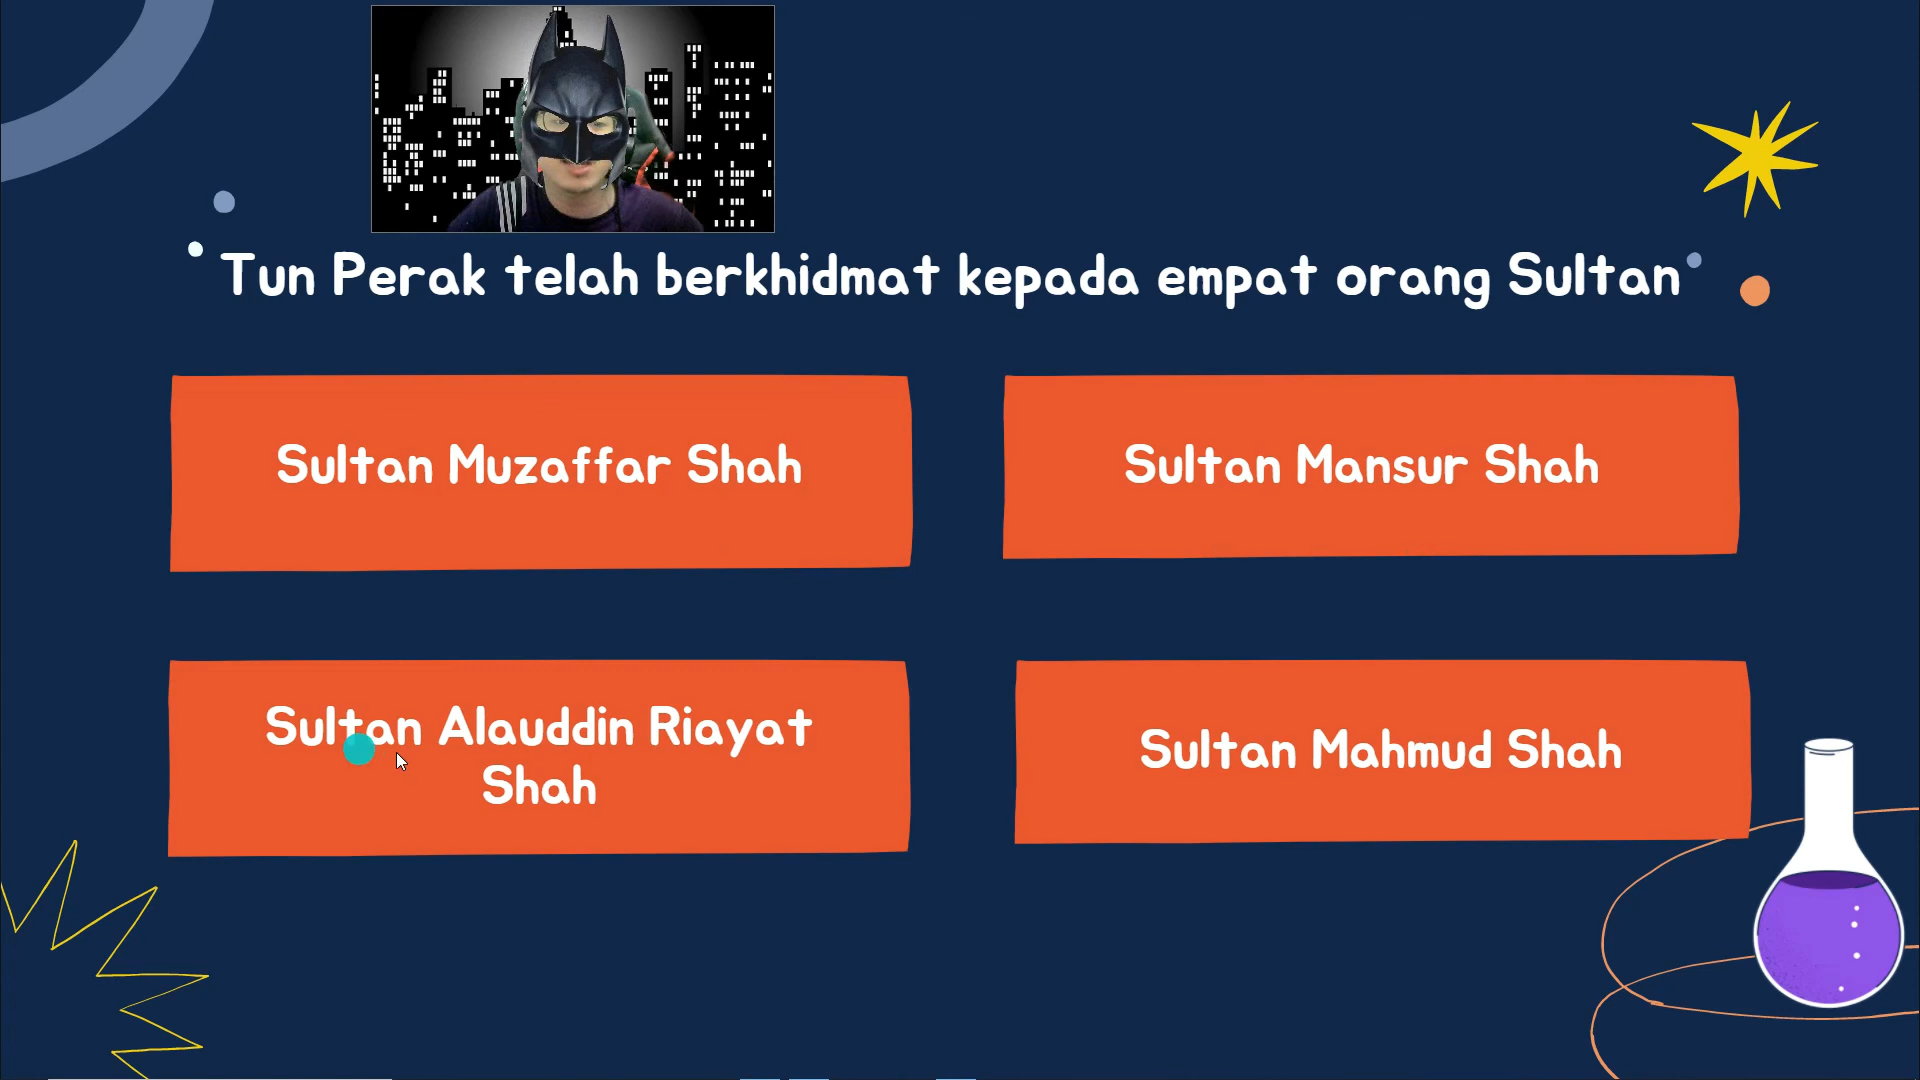 Tun Perak telah berkhidmat kepada empat orang Sultan
Sultan Muzaffar Shah
Sultan Mansur Shah
Sultan Alauddin Riayat
Shah
Sultan Mahmud Shah